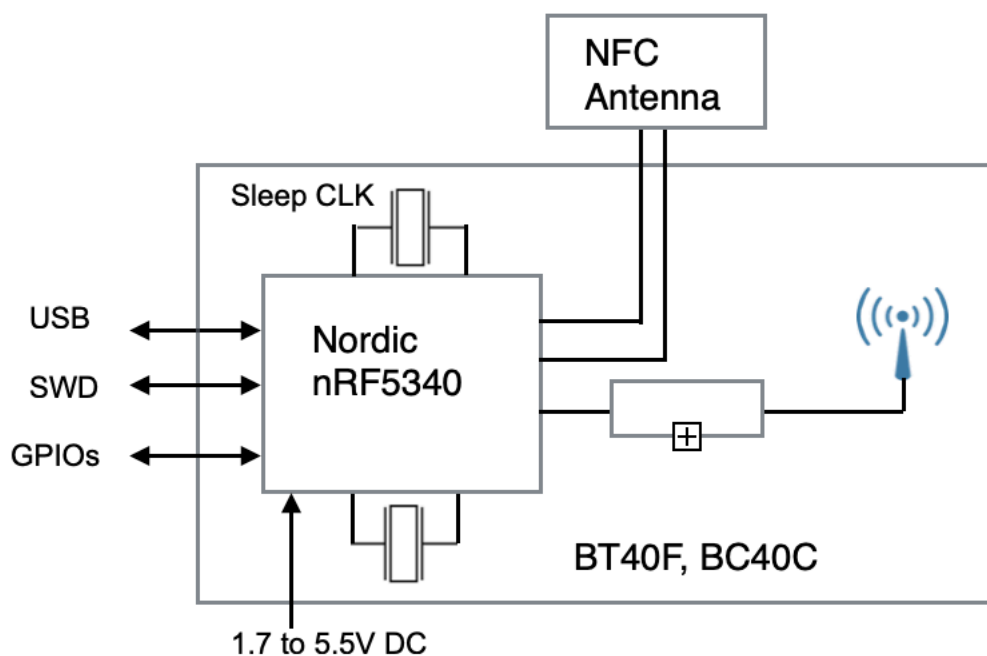 NFC
Antenna
Sleep CLK
USB
Nordic
nRF5340
SWD
GPIOs
BT40F, BC40C
1.7 to 5.5V DC